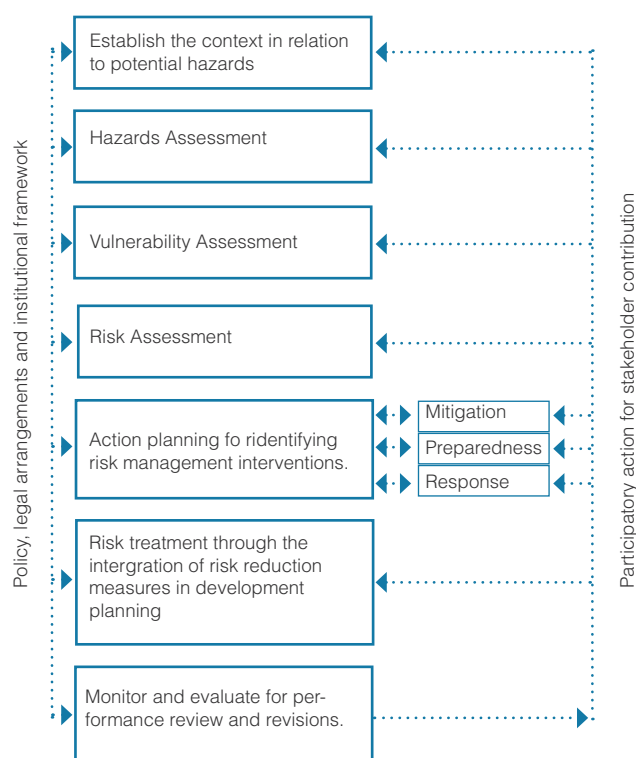 Policy, legal arrangements and institutional framework
Establish the context in relation
to potential hazards
Hazards Assessment
Vulnerability Assessment
Risk Assessment
Action planning fo ridentifying
risk management interventions.
Mitigation
Preparedness
Response
Risk treatment through the
intergration of risk reduction
measures in development
planning
Monitor and evaluate for per-
formance review and revisions.
Participatory action for stakeholder contribution